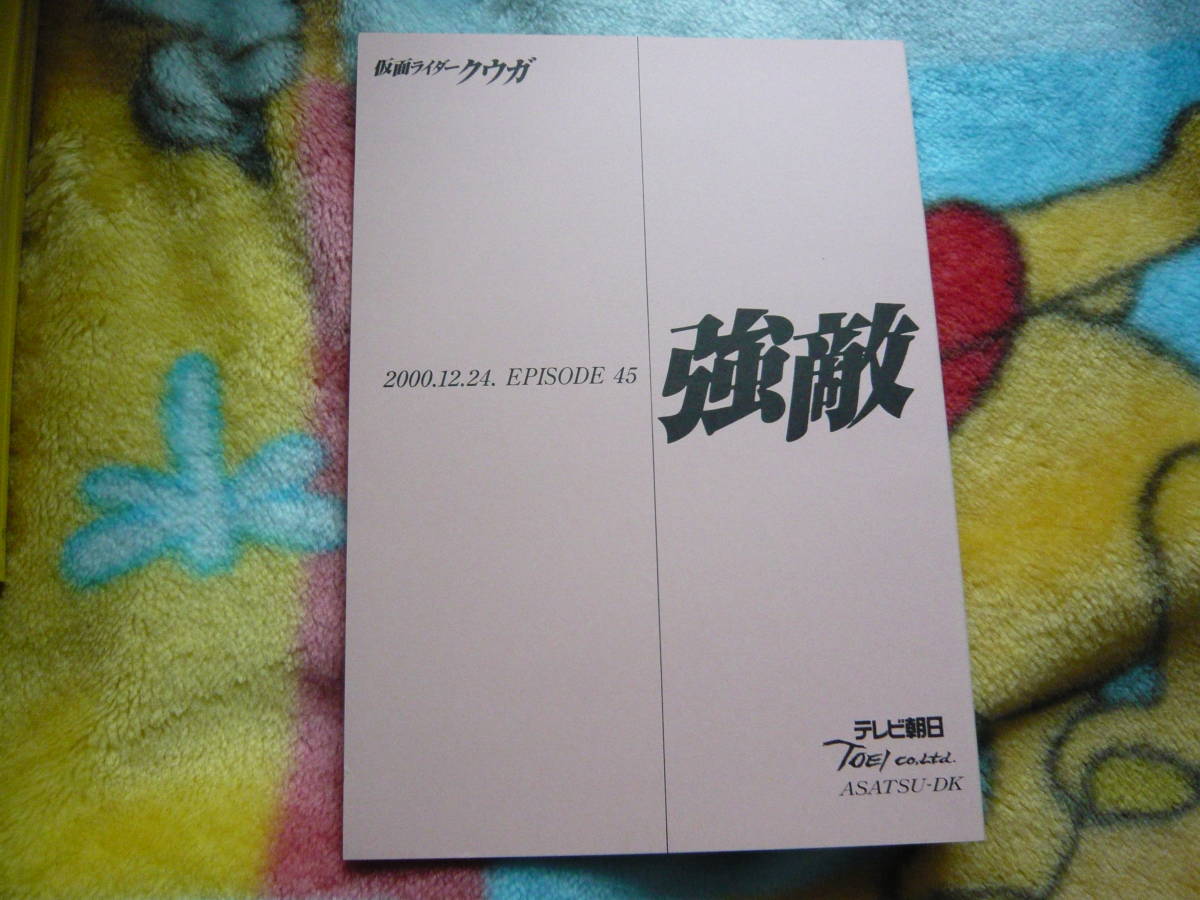 仮面ライダークウガ
2000.12.24. EPISODE 45
強敵
テレビ朝日
TOEI CO.,Ltd.
ASATSU-DK